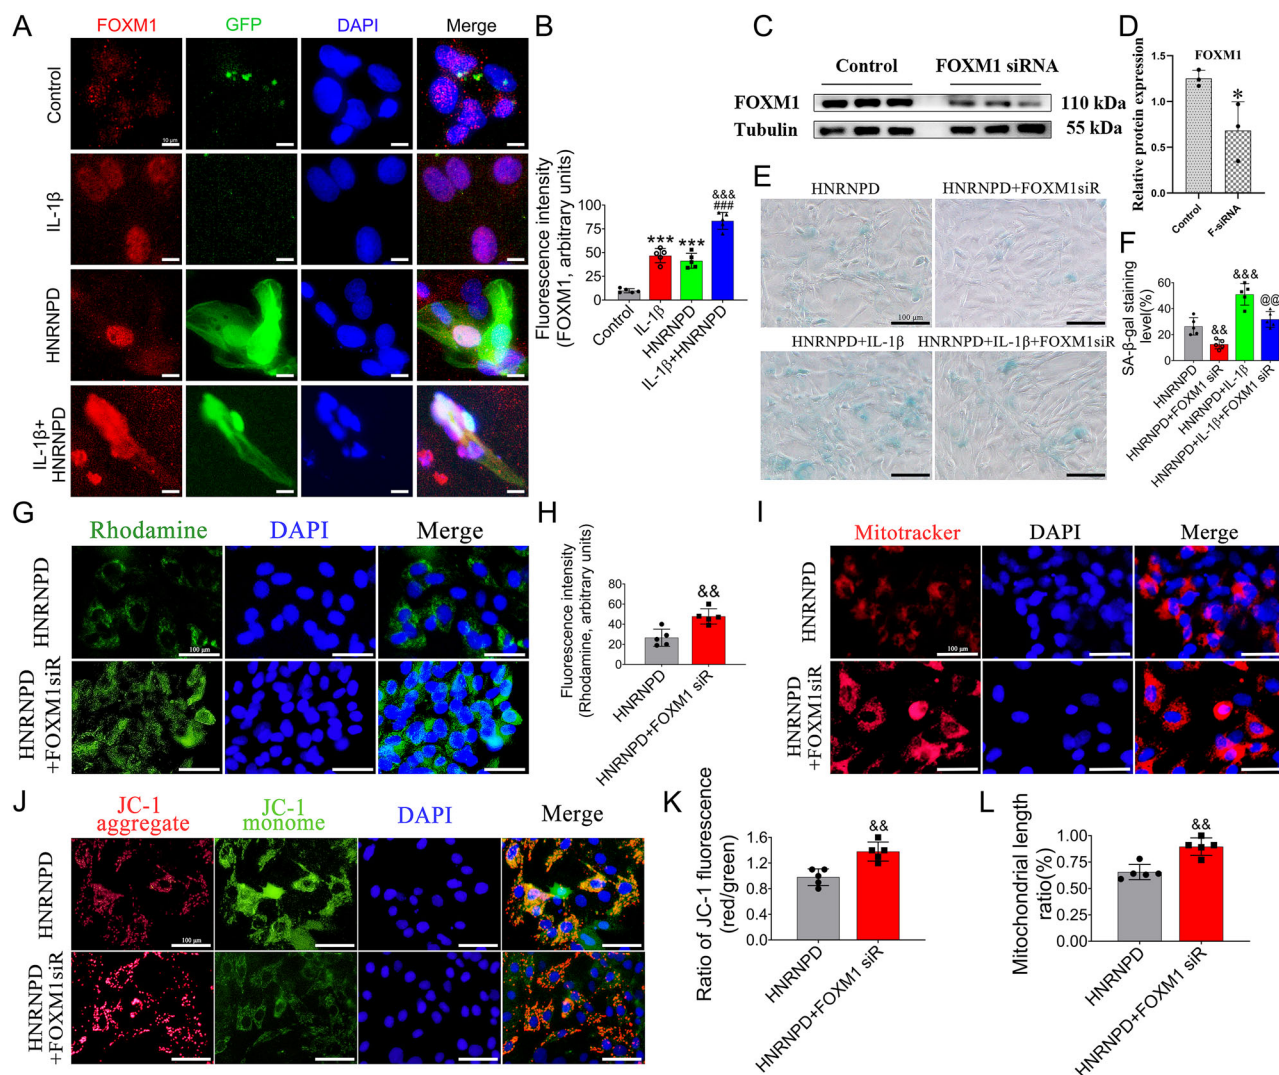 A
FOXM1
GFP
DAPI
Merge
Control
10 μm
IL-1β
HNRNPD
IL-1β+
HNRNPD
B
Fluorescence intensity
(FOXM1, arbitrary units)
100
75
50
25
0
***
***
&&&
###
Control
IL-1β
HNRNPD
IL-1β+HNRNPD
C
Control
FOXM1 siRNA
FOXM1
110 kDa
Tubulin
55 kDa
D
FOXM1
Relative protein expression
1.5
1.0
0.5
0.0
*
Control
F-siRNA
E
HNRNPD
HNRNPD+FOXM1siR
100 μm
HNRNPD+IL-1β
HNRNPD+IL-1β+FOXM1siR
F
SA-β-gal staining
level(%)
60
40
20
0
&&
&&&
@@
HNRNPD
HNRNPD+FOXM1 siR
HNRNPD+IL-1β
HNRNPD+IL-1β+FOXM1 siR
G
Rhodamine
DAPI
Merge
HNRNPD
100 μm
HNRNPD
+FOXM1siR
H
Fluorescence intensity
(Rhodamine, arbitrary units)
80
60
40
20
0
&&
HNRNPD
HNRNPD+FOXM1 siR
I
Mitotracker
DAPI
Merge
HNRNPD
100 μm
HNRNPD
+FOXM1siR
J
JC-1
aggregate
JC-1
monome
DAPI
Merge
HNRNPD
100 μm
HNRNPD
+FOXM1siR
K
Ratio of JC-1 fluorescence
(red/green)
1.6
1.2
0.8
0.4
0.0
&&
HNRNPD
HNRNPD+FOXM1 siR
L
Mitochondrial length
ratio(%)
1.00
0.75
0.50
0.25
0.00
&&
HNRNPD
HNRNPD+FOXM1 siR